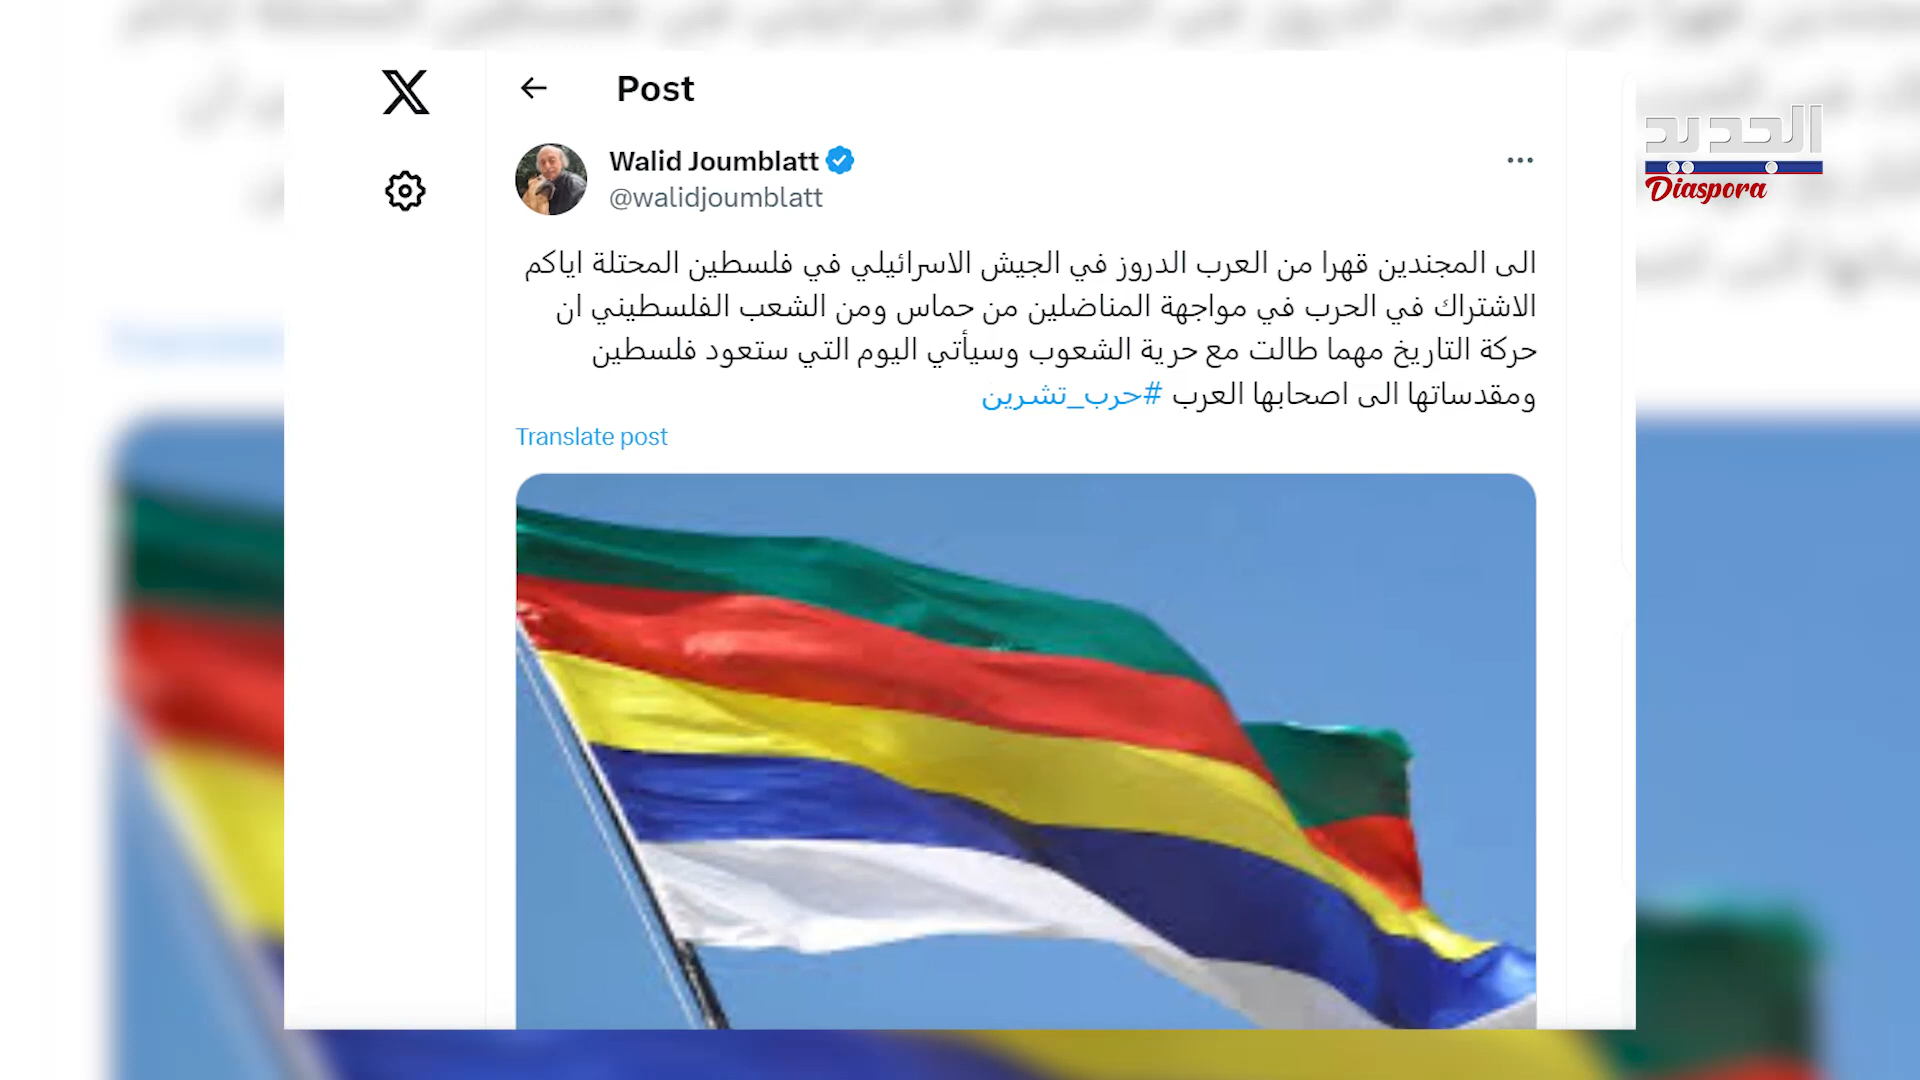 Post
Walid Joumblatt
@walidjoumblatt
الى المجندين قهرا من العرب الدروز في الجيش الاسرائيلي في فلسطين المحتلة اياكم
الاشتراك في الحرب في مواجهة المناضلين من حماس ومن الشعب الفلسطيني ان
حركة التاريخ مهما طالت مع حرية الشعوب وسيأتي اليوم التي ستعود فلسطين
ومقدساتها الى اصحابها العرب #حرب_تشرين
Translate post
الجديد
Diaspora